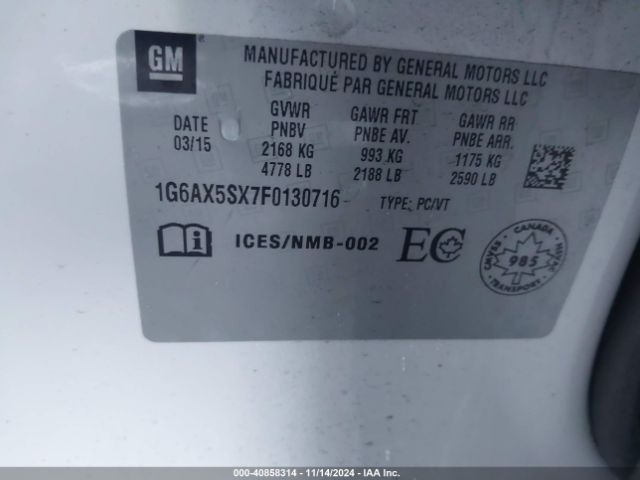 GM
MANUFACTURED BY GENERAL MOTORS LLC
FABRIQUÉ PAR GENERAL MOTORS LLC
DATE
03/15
GVWR
PNBV
2168 KG
4778 LB
GAWR FRT
PNBE AV.
993 KG
2188 LB
GAWR RR
PNBE ARR.
1175 KG
2590 LB
1G6AX5SX7F0130716
TYPE: PC/VT
ICES/NMB-002
EC
CANADA
CMVSS NSVAC
985
TRANSPORT
000-40858314 - 11/14/2024 - IAA Inc.